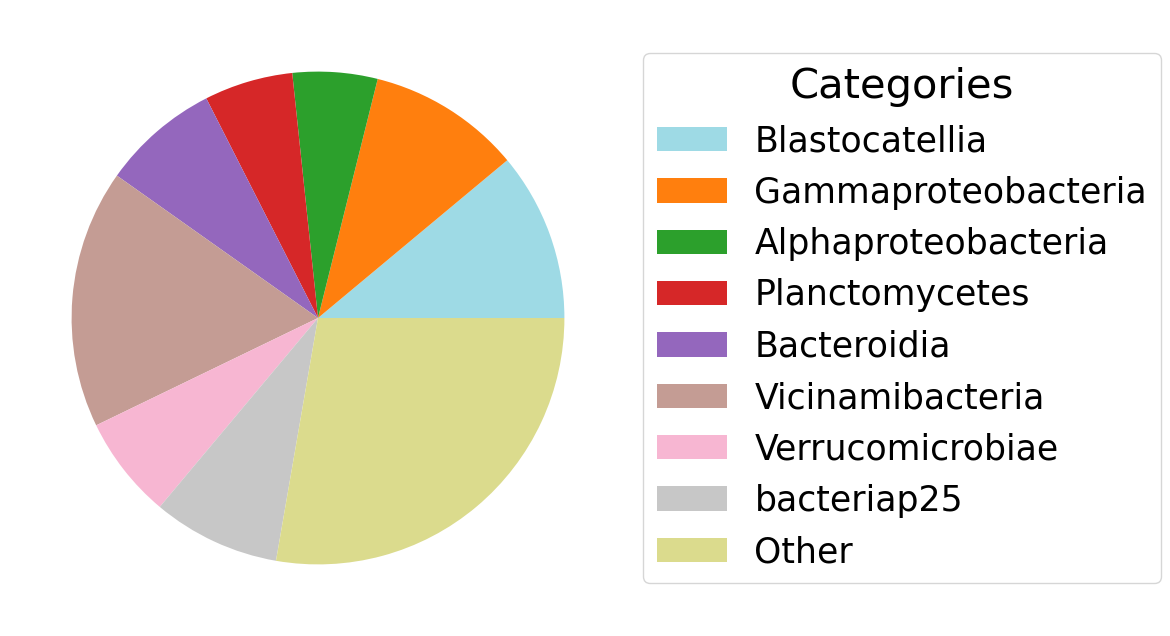 Categories
Blastocatellia
Gammaproteobacteria
Alphaproteobacteria
Planctomycetes
Bacteroidia
Vicinamibacteria
Verrucomicrobiae
bacteriap25
Other